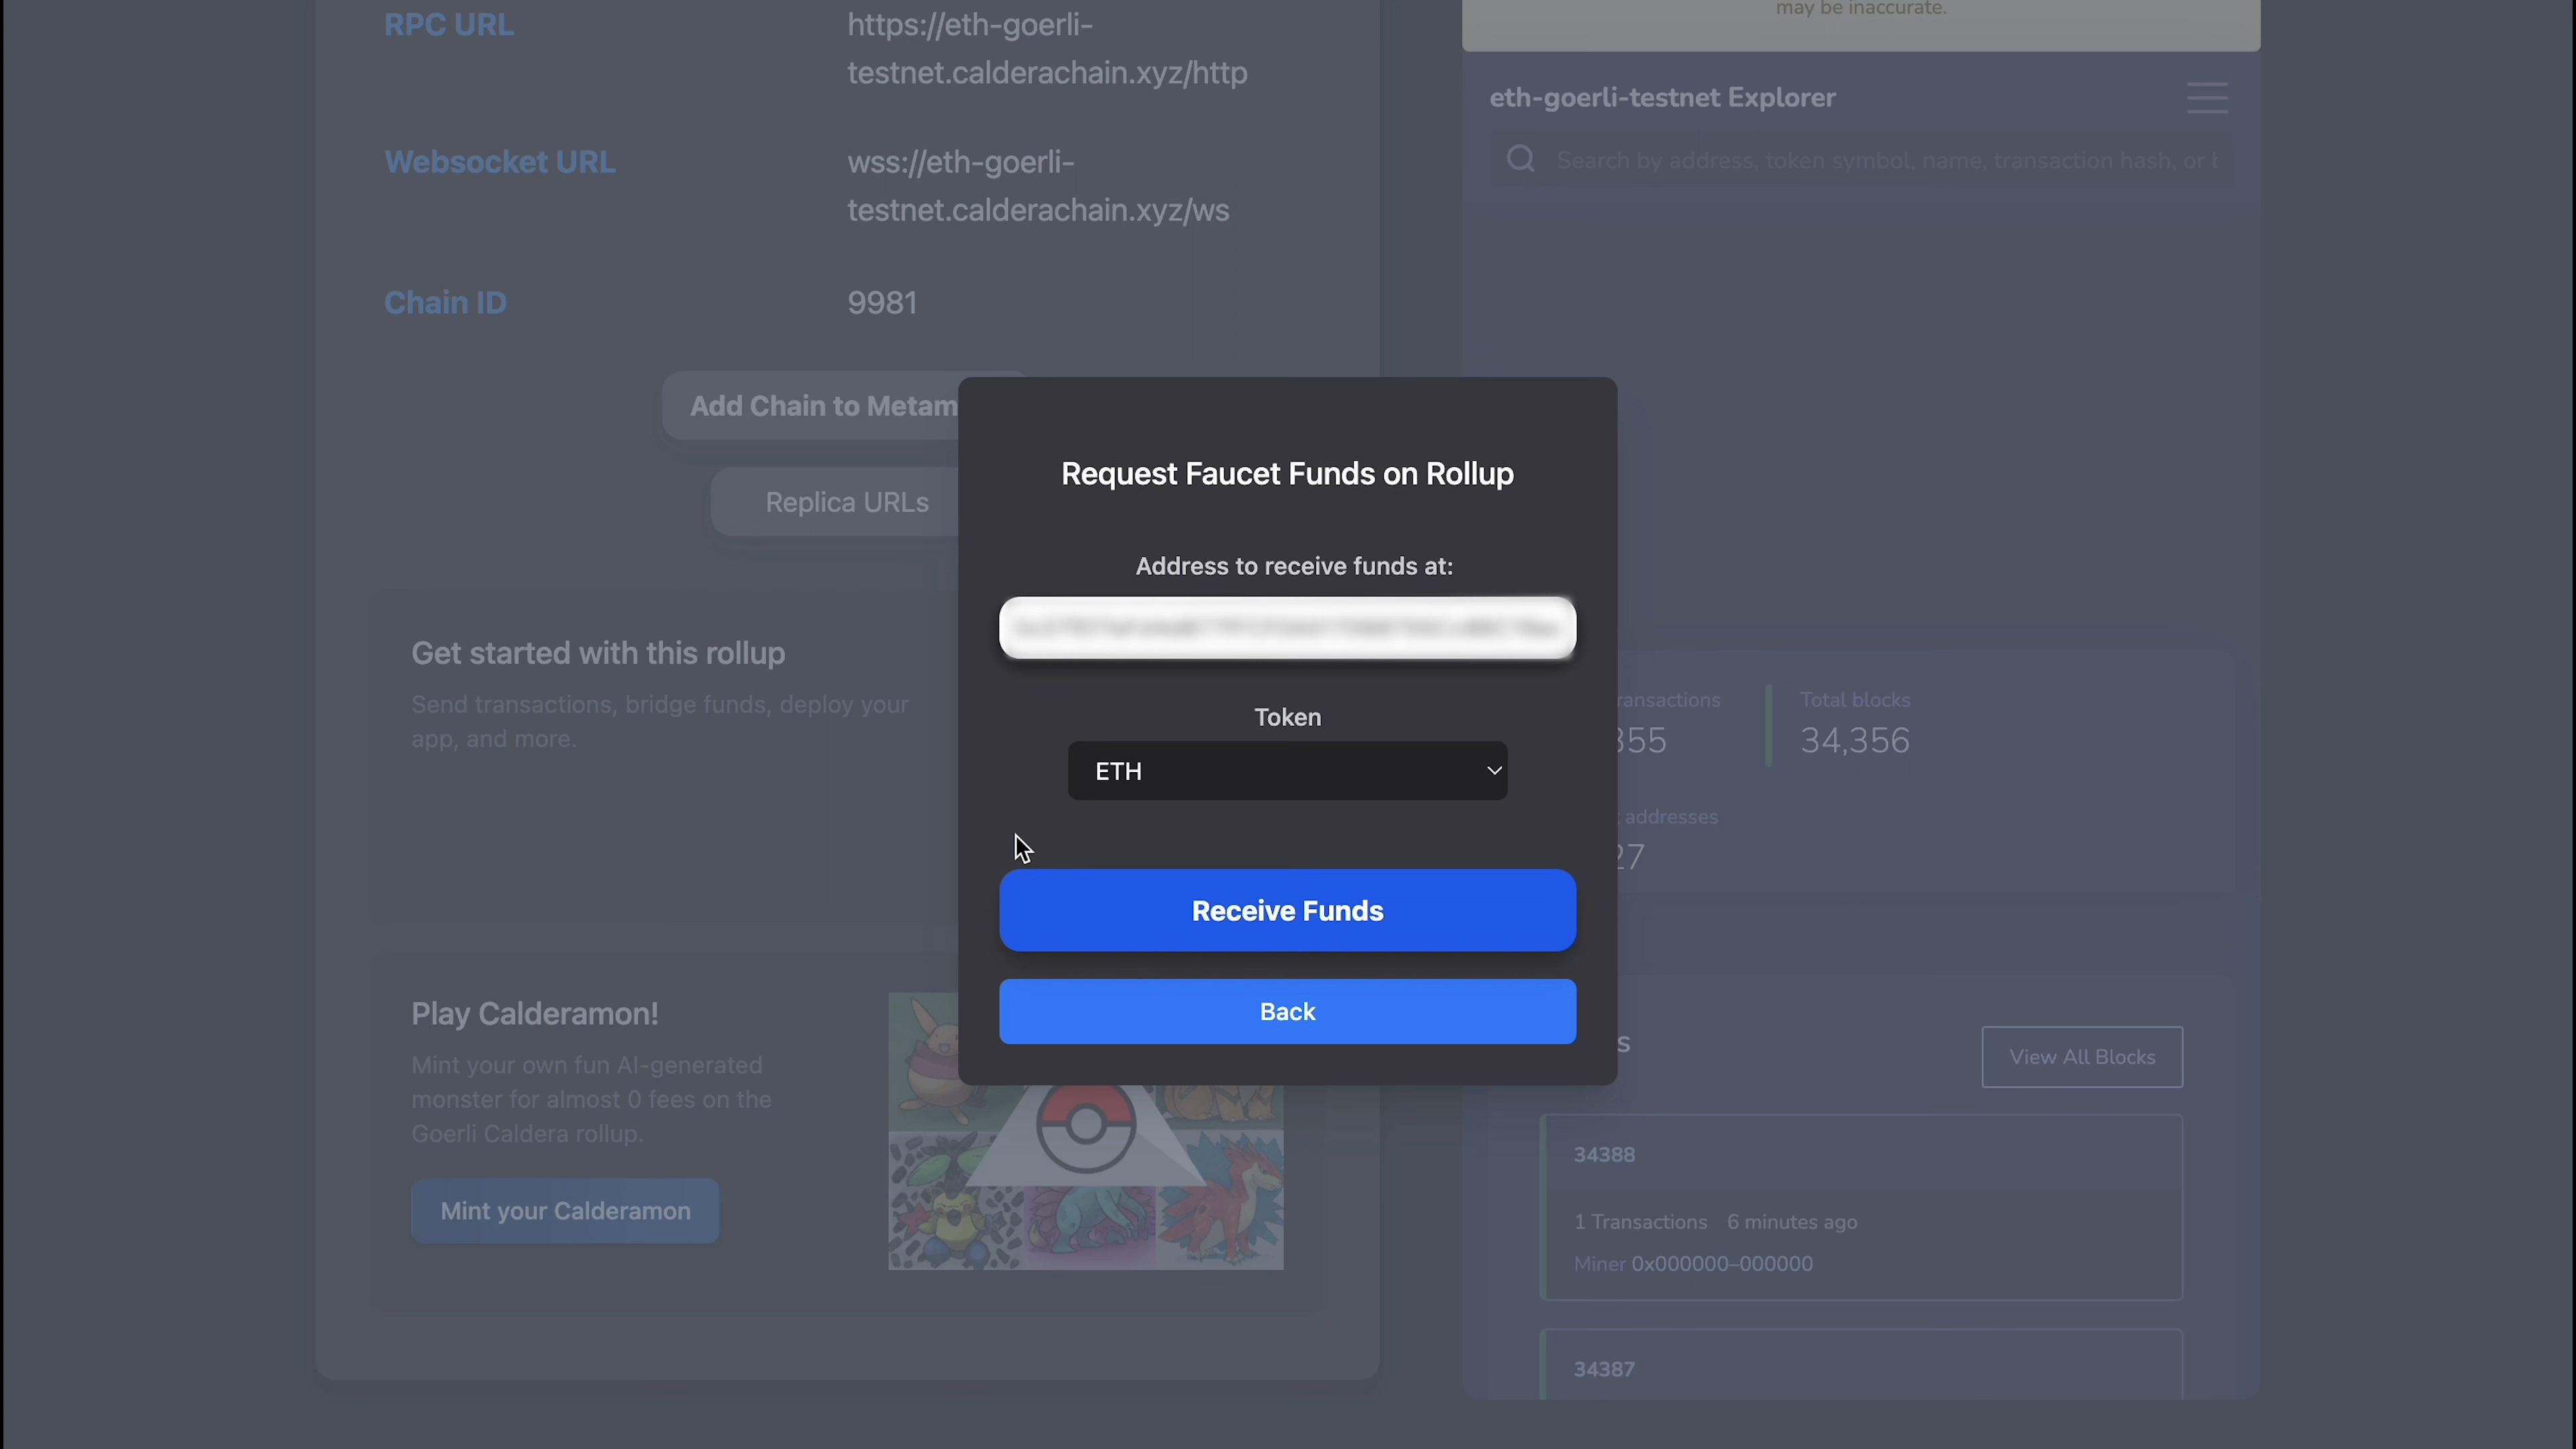 RPC URL
https://eth-goerli-
testnet.calderachain.xyz/http
Websocket URL
wss://eth-goerli-
testnet.calderachain.xyz/ws
Chain ID
9981
Add Chain to Metam
Replica URLs
Get started with this rollup
Send transactions, bridge funds, deploy your
app, and more.
Play Calderamon!
Mint your own fun AI-generated
monster for almost 0 fees on the
Goerli Caldera rollup.
Mint your Calderamon
Request Faucet Funds on Rollup
Address to receive funds at:
Token
ETH
Receive Funds
Back
may be inaccurate.
eth-goerli-testnet Explorer
Search by address, token symbol, name, transaction hash, or b
ransactions
355
Total blocks
34,356
addresses
27
s
View All Blocks
34388
1 Transactions 6 minutes ago
Miner 0x000000–000000
34387